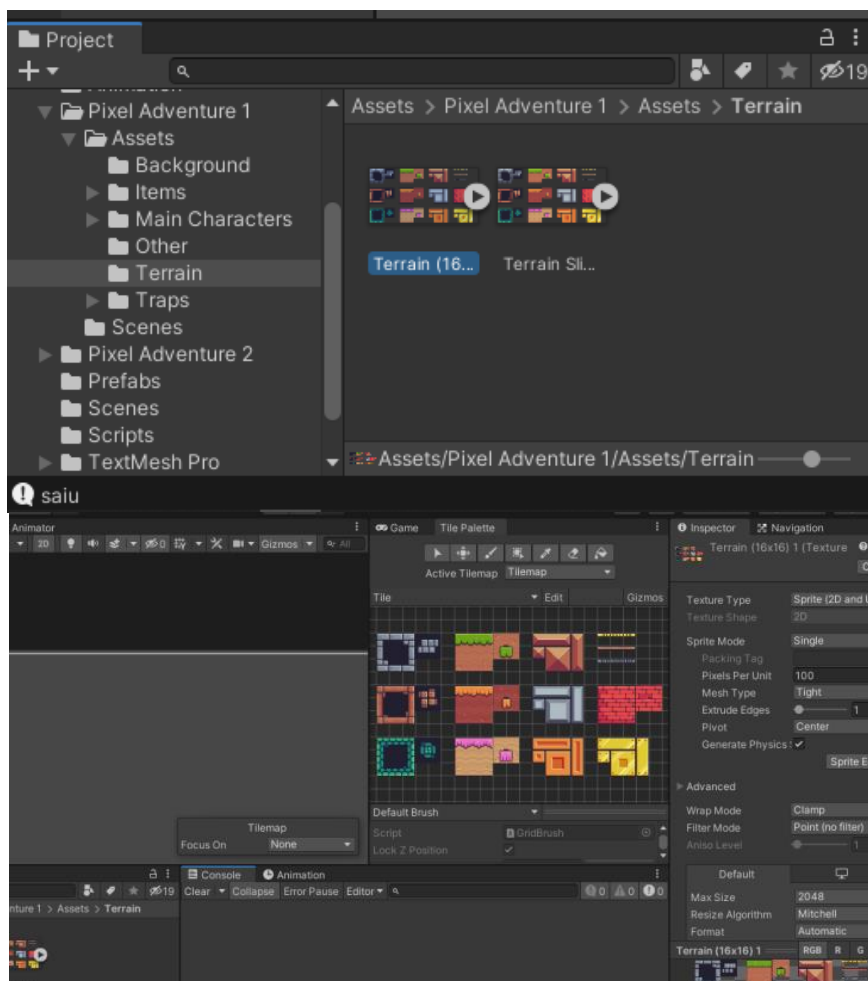 Project
19
Animation
Pixel Adventure 1
Assets
Background
Items
Main Characters
Other
Terrain
Traps
Scenes
Pixel Adventure 2
Prefabs
Scenes
Scripts
TextMesh Pro
Assets > Pixel Adventure 1 > Assets > Terrain
Terrain (16...
Terrain Sli...
Assets/Pixel Adventure 1/Assets/Terrain
saiu
Animator
2D
0
Gizmos
All
Game
Tile Palette
Active Tilemap
Tilemap
Tile
Edit
Gizmos
Default Brush
Script
GridBrush
Lock Z Position
Tilemap
Focus On
None
Inspector
Navigation
Terrain (16x16) 1 (Texture
Texture Type
Sprite (2D and U
Texture Shape
2D
Sprite Mode
Single
Packing Tag
Pixels Per Unit
100
Mesh Type
Tight
Extrude Edges
1
Pivot
Center
Generate Physics
Sprite E
Advanced
Wrap Mode
Clamp
Filter Mode
Point (no filter)
Aniso Level
1
Default
Max Size
2048
Resize Algorithm
Mitchell
Format
Automatic
Terrain (16x16) 1
RGB R G
19
nture 1 > Assets > Terrain
Console
Animation
Clear
Collapse
Error Pause
Editor
0
0
0